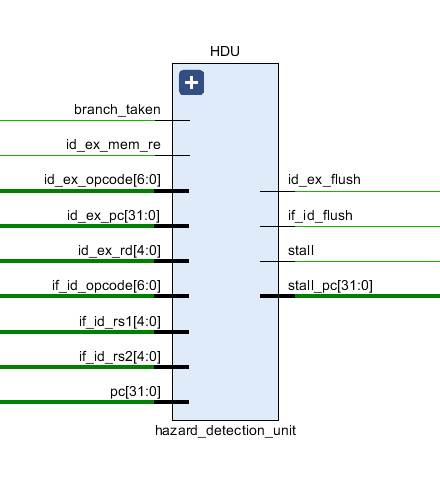 HDU
branch_taken
id_ex_mem_re
id_ex_opcode[6:0]
id_ex_pc[31:0]
id_ex_rd[4:0]
if_id_opcode[6:0]
if_id_rs1[4:0]
if_id_rs2[4:0]
pc[31:0]
id_ex_flush
if_id_flush
stall
stall_pc[31:0]
hazard_detection_unit